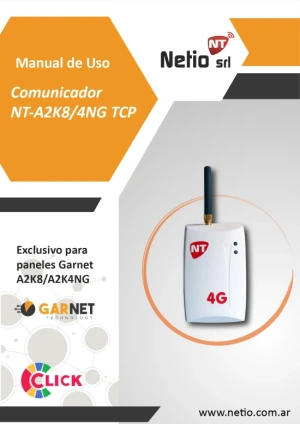 Manual de Uso
NT
Netio srl
Comunicador
NT-A2K8/4NG TCP
NT
4G
Exclusivo para
paneles Garnet
A2K8/A2K4NG
GARNET
TECHNOLOGY
CLICK
www.netio.com.ar